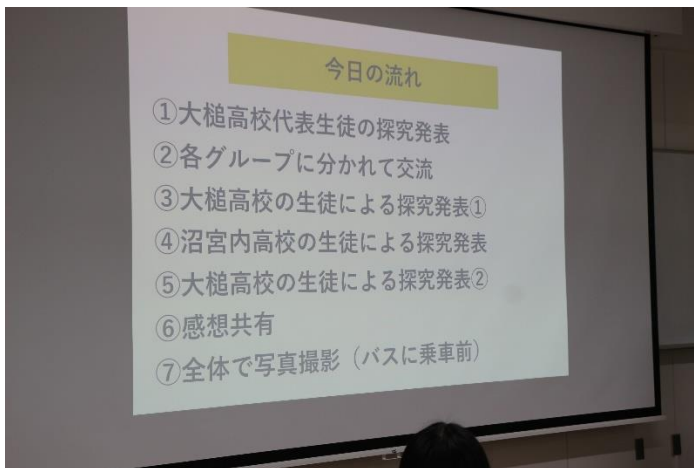 今日の流れ
①大槌高校代表生徒の探究発表
②各グループに分かれて交流
③大槌高校の生徒による探究発表①
④沼宮内高校の生徒による探究発表
⑤大槌高校の生徒による探究発表②
⑥感想共有
⑦全体で写真撮影（バスに乗車前）